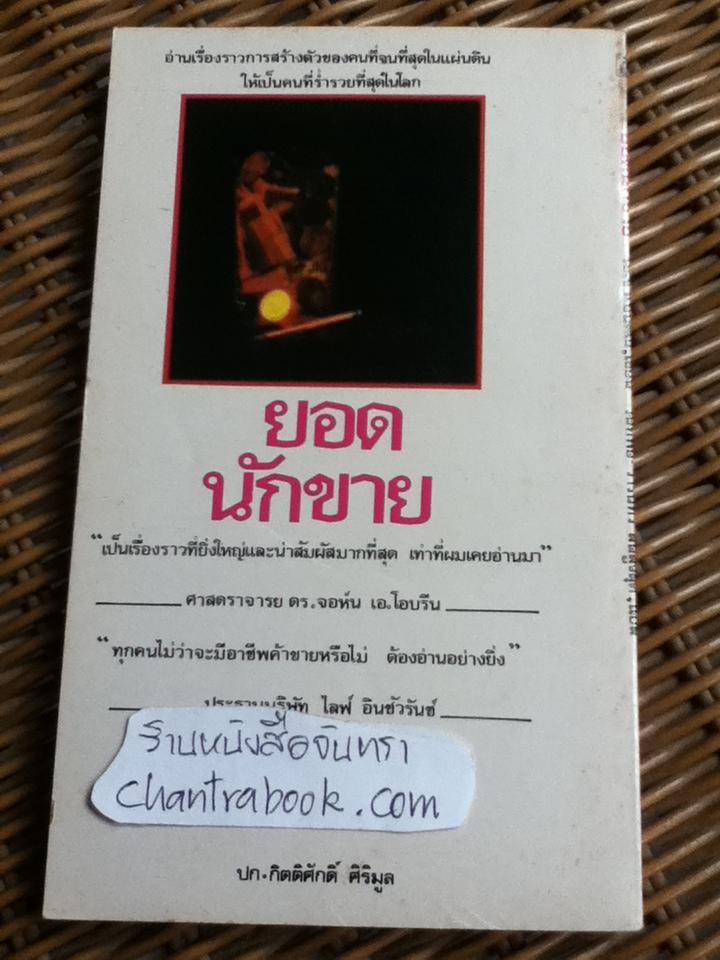 อ่านเรื่องราวการสร้างตัวของคนที่จนที่สุดในแผ่นดิน
ให้เป็นคนที่ร่ำรวยที่สุดในโลก
ยอด
นักขาย
“เป็นเรื่องราวที่ยิ่งใหญ่และน่าสัมผัสมากที่สุด เท่าที่ผมเคยอ่านมา”
ศาสตราจารย ดร.จอห์น เอ.โอบรีน
“ทุกคนไม่ว่าจะมีอาชีพค้าขายหรือไม่ ต้องอ่านอย่างยิ่ง”
ประธานบริษัท ไลฟ์ อินชัวรันซ์
ร้านหนังสือจันทรา
chantrabook.com
ปก.กิตติศักดิ์ ศิริมูล